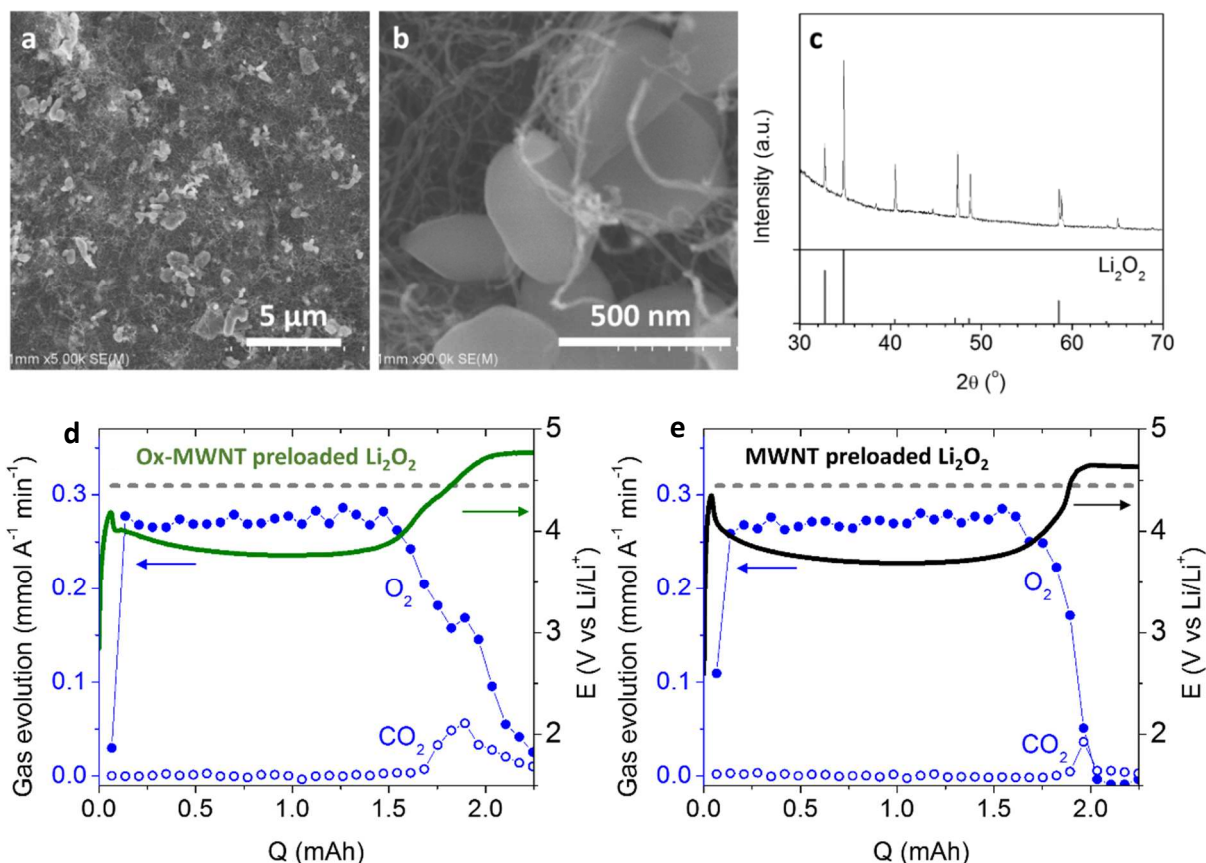 a
5 µm
1mm x5.00k SE(M)
b
500 nm
1mm x90.0k SE(M)
c
Intensity (a.u.)
Li₂O₂
30 40 50 60 70
2θ (°)
d
Ox-MWNT preloaded Li₂O₂
Gas evolution (mmol A⁻¹ min⁻¹)
0.3
0.2
0.1
0.0
O₂
CO₂
5
4
3
2
E (V vs Li/Li⁺)
0.0 0.5 1.0 1.5 2.0
Q (mAh)
e
MWNT preloaded Li₂O₂
Gas evolution (mmol A⁻¹ min⁻¹)
0.3
0.2
0.1
0.0
O₂
CO₂
5
4
3
2
E (V vs Li/Li⁺)
0.0 0.5 1.0 1.5 2.0
Q (mAh)